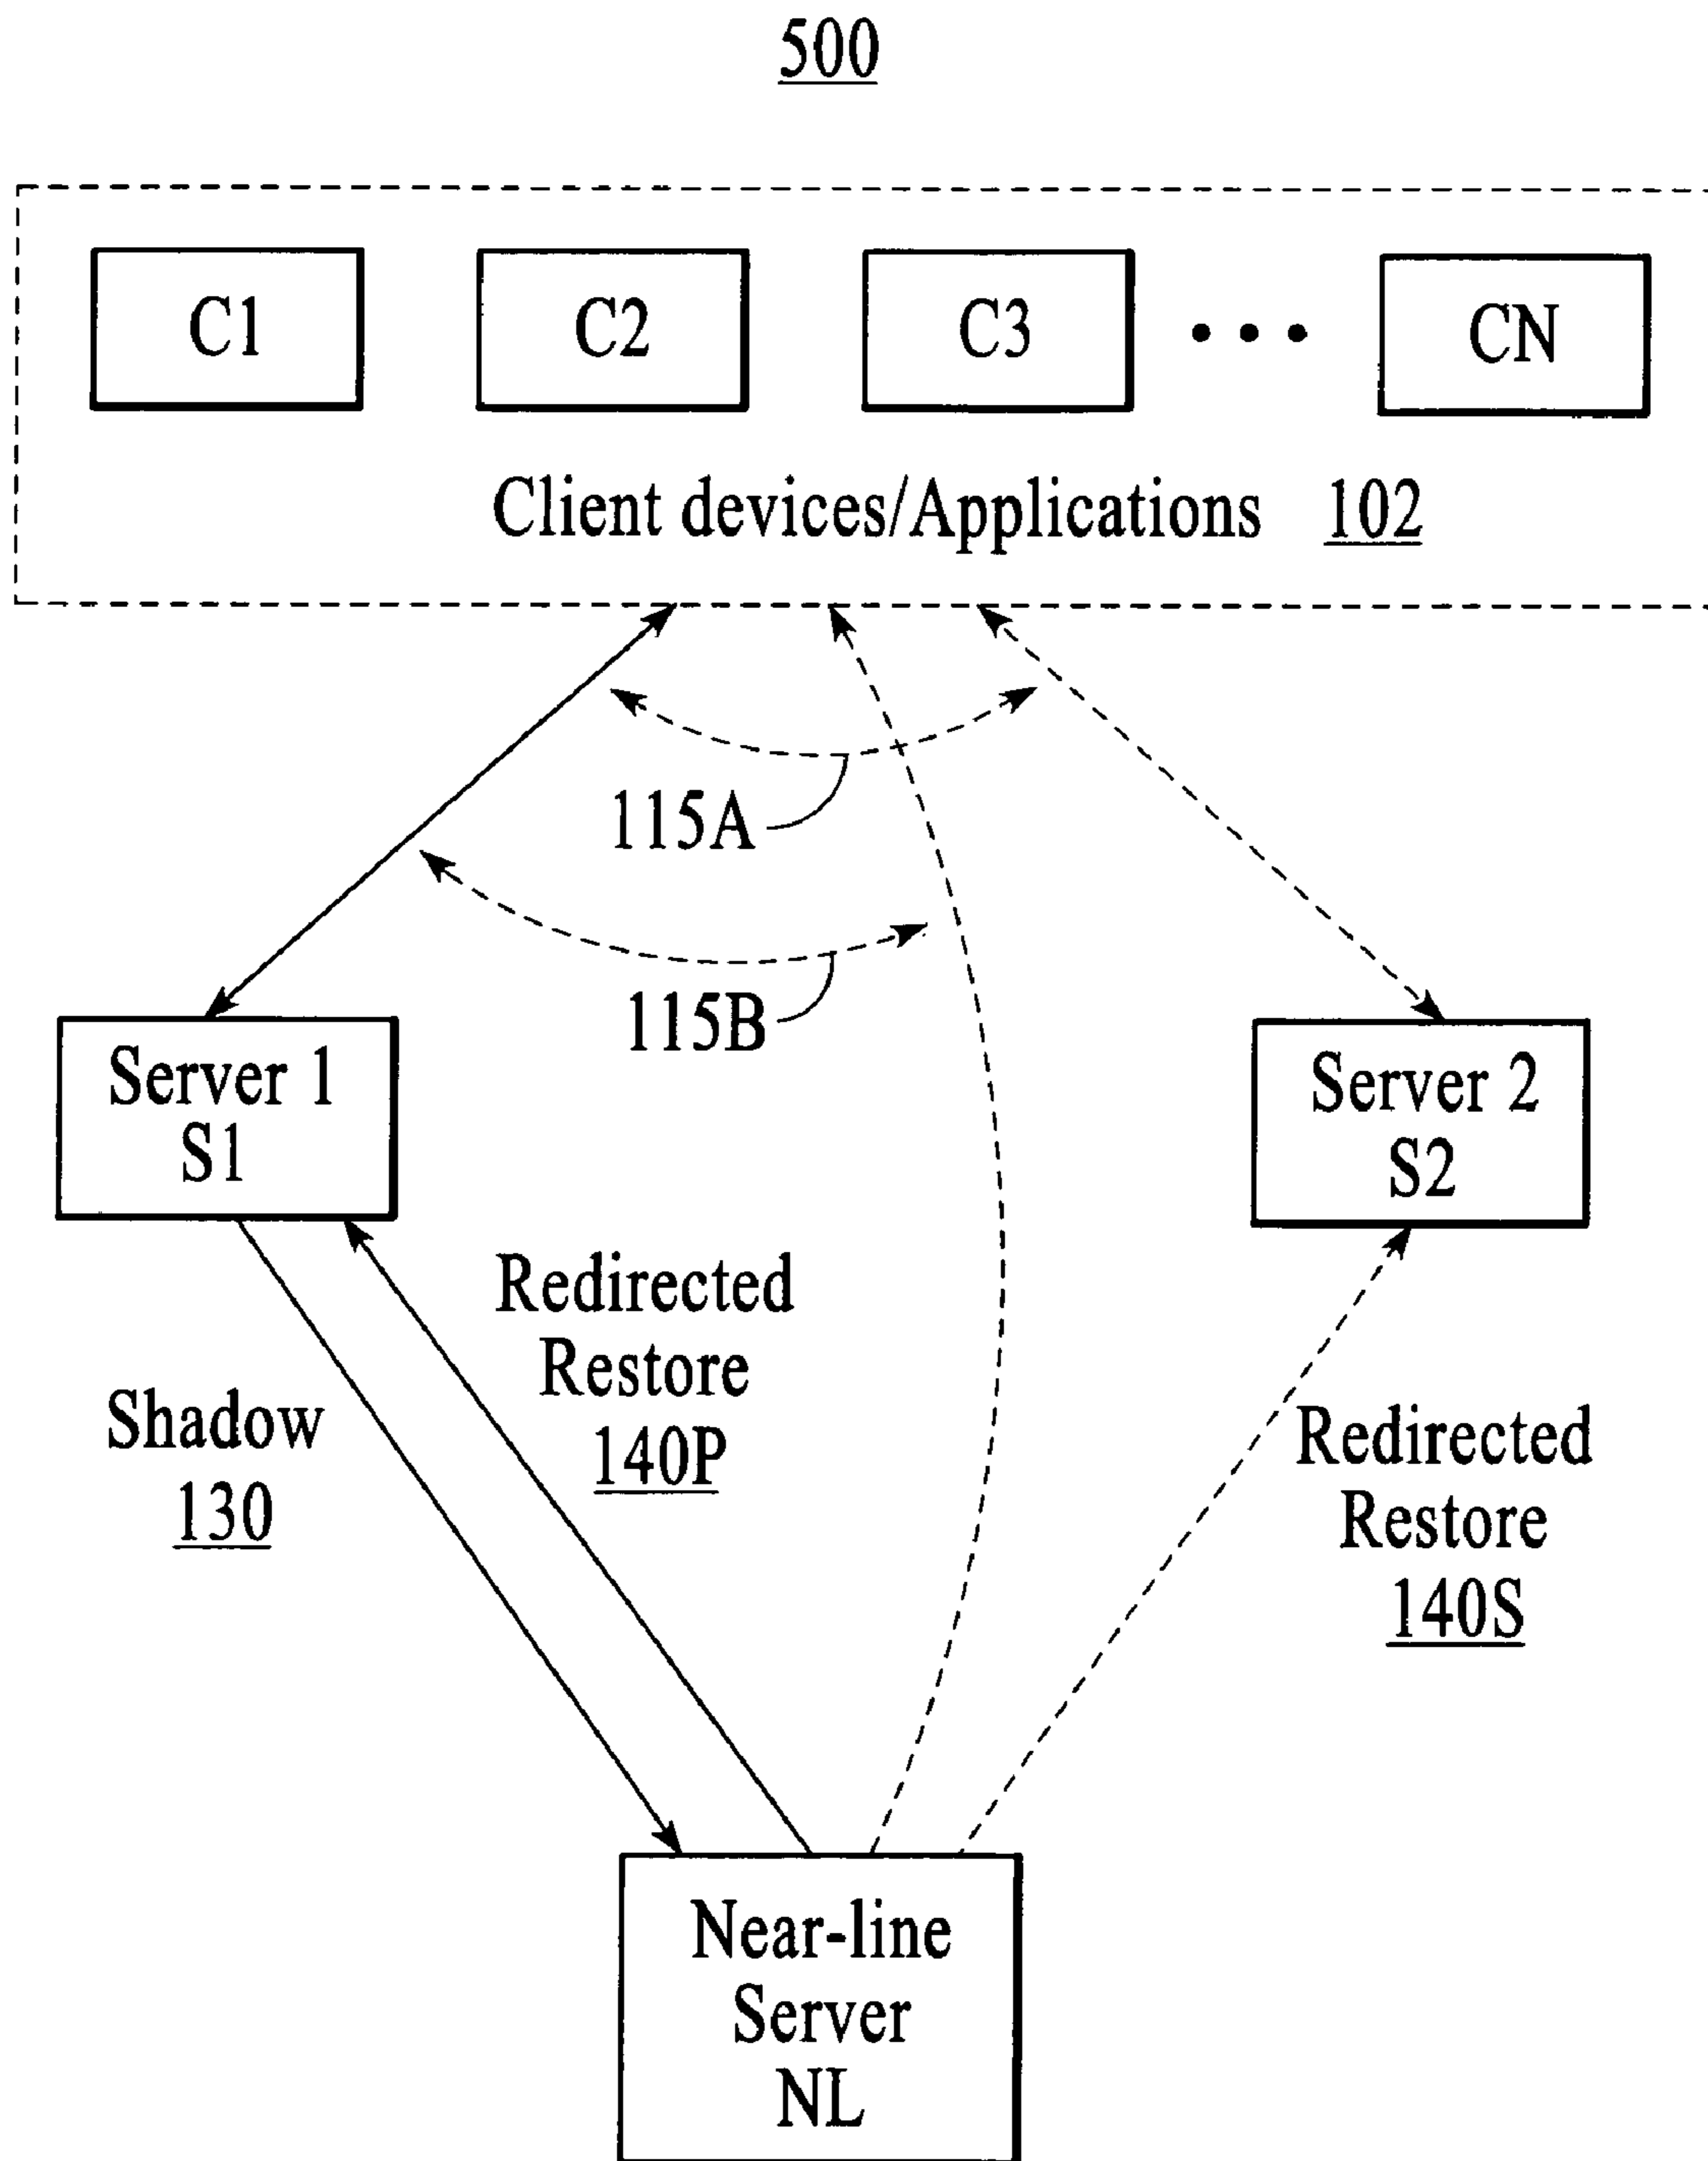 500
C1
C2
C3
• • •
CN
Client devices/Applications 102
115A
115B
Server 1
S1
Server 2
S2
Redirected
Restore
140P
Shadow
130
Redirected
Restore
140S
Near-line
Server
NL